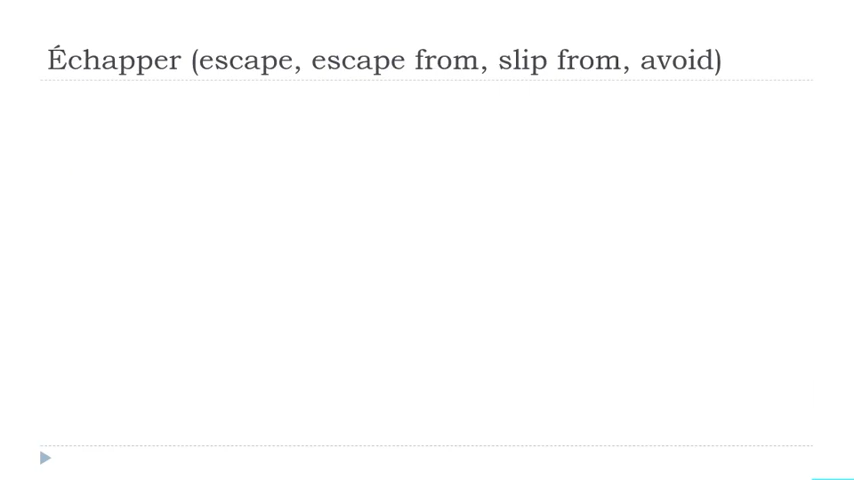 Échapper (escape, escape from, slip from, avoid)